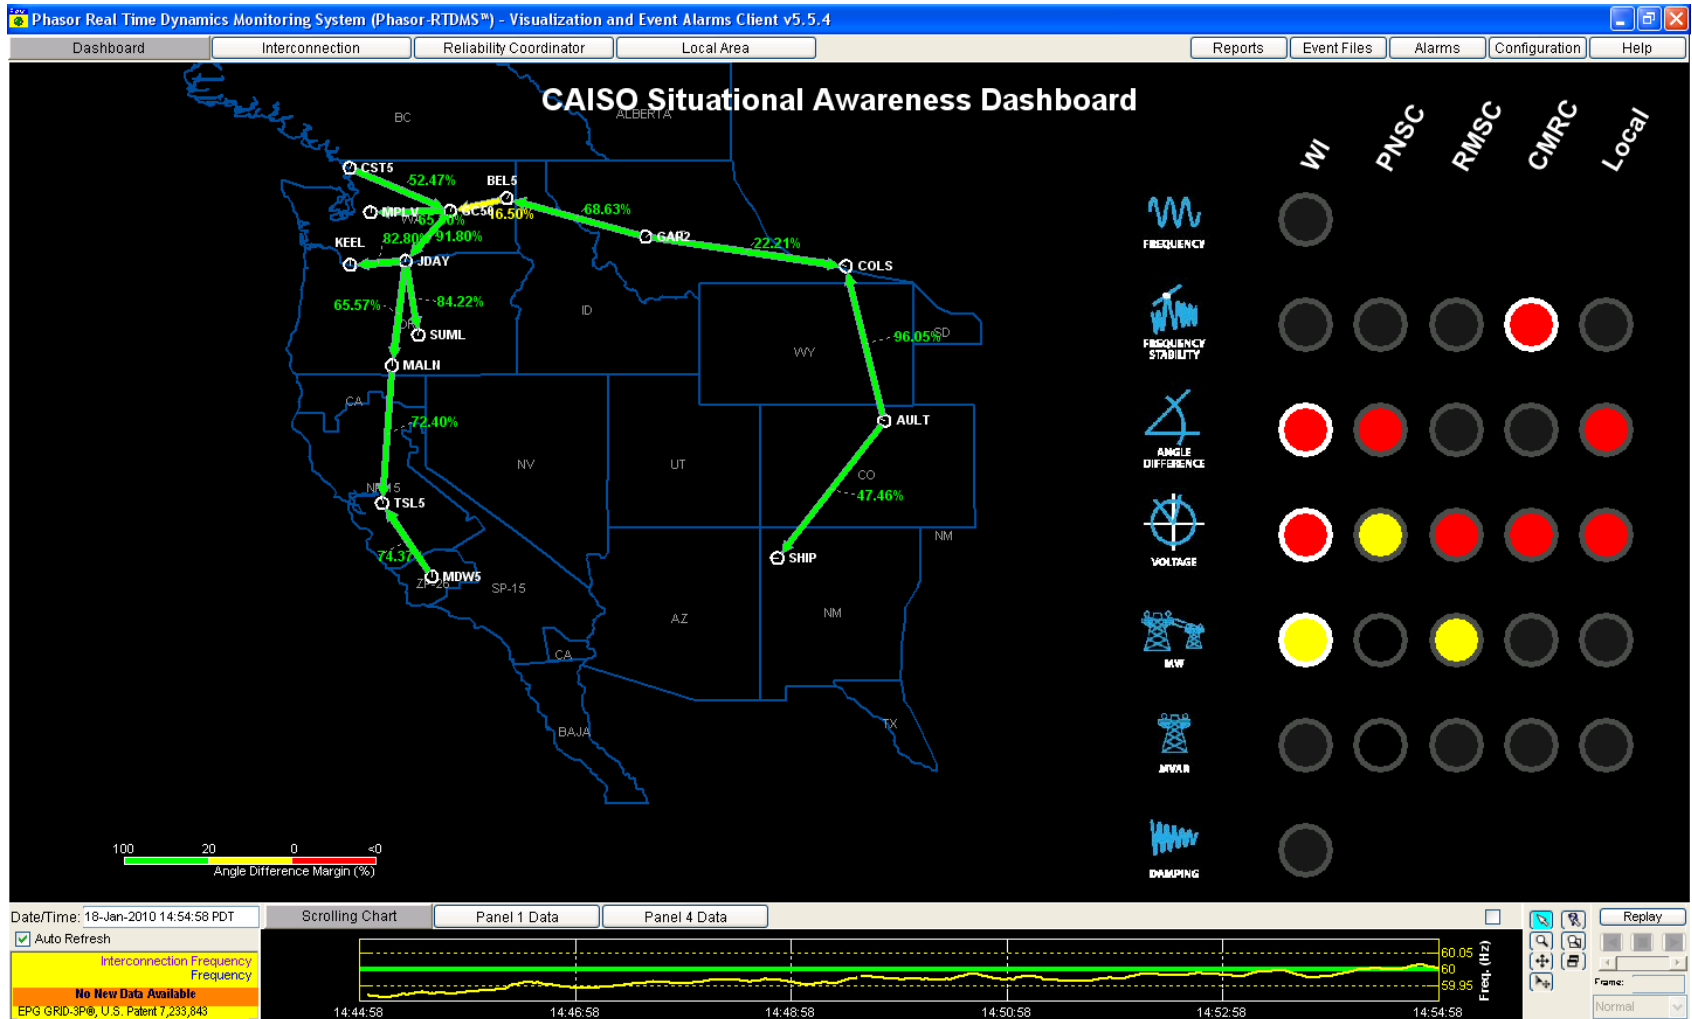 Phasor Real Time Dynamics Monitoring System (Phasor-RTDMS™) - Visualization and Event Alarms Client v5.5.4
Dashboard Interconnection Reliability Coordinator Local Area Reports Event Files Alarms Configuration Help
CAISO Situational Awareness Dashboard
BC
ALBERTA
WI PNSC RMSC CMRC Local
CST5
52.47%
BEL5
MPLV
GC50
16.50%
68.63%
KEEL
82.80%
91.80%
GAR2
22.21%
JDAY
COLS
65.57%
84.22%
ID
SUML
WY
96.05%
SD
MALN
CA
72.40%
AULT
NV
UT
CO
47.46%
TSL5
NM
74.37
SHIP
MDW5
SP-15
AZ
NM
CA
BAJA
TX
FREQUENCY
FREQUENCY
STABILITY
ANGLE
DIFFERENCE
VOLTAGE
MW
MVAR
DAMPING
100 20 0 <0
Angle Difference Margin (%)
Date/Time: 18-Jan-2010 14:54:58 PDT
Scrolling Chart Panel 1 Data Panel 4 Data
Replay
Auto Refresh
Interconnection Frequency
Frequency
No New Data Available
EPG GRID-3P®, U.S. Patent 7,233,843
60.05
60
59.95
Freq. (Hz)
14:44:58 14:46:58 14:48:58 14:50:58 14:52:58 14:54:58
Frame:
Normal